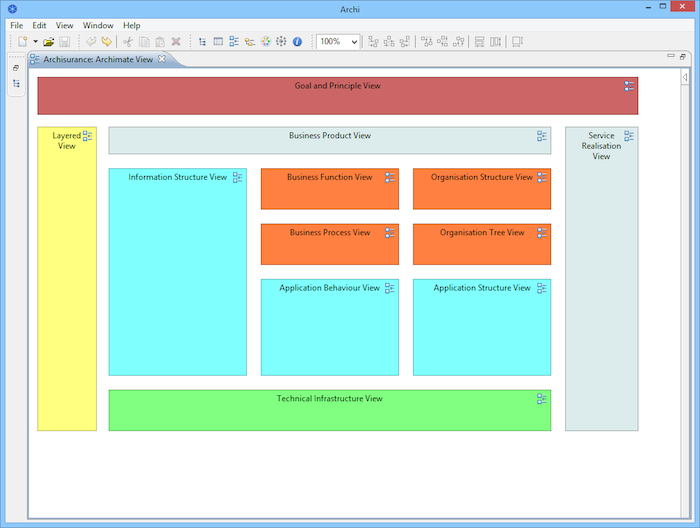 Archi
File Edit View Window Help
100%
Archisurance: Archimate View
Goal and Principle View
Layered
View
Business Product View
Service
Realisation
View
Information Structure View
Business Function View
Organisation Structure View
Business Process View
Organisation Tree View
Application Behaviour View
Application Structure View
Technical Infrastructure View